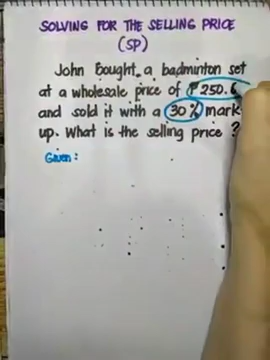 SOLVING FOR THE SELLING PRICE
(SP)
John Bought a badminton set
at a wholesale price of
and sold it with a 30% mark
up. What is the selling price ?
Given: